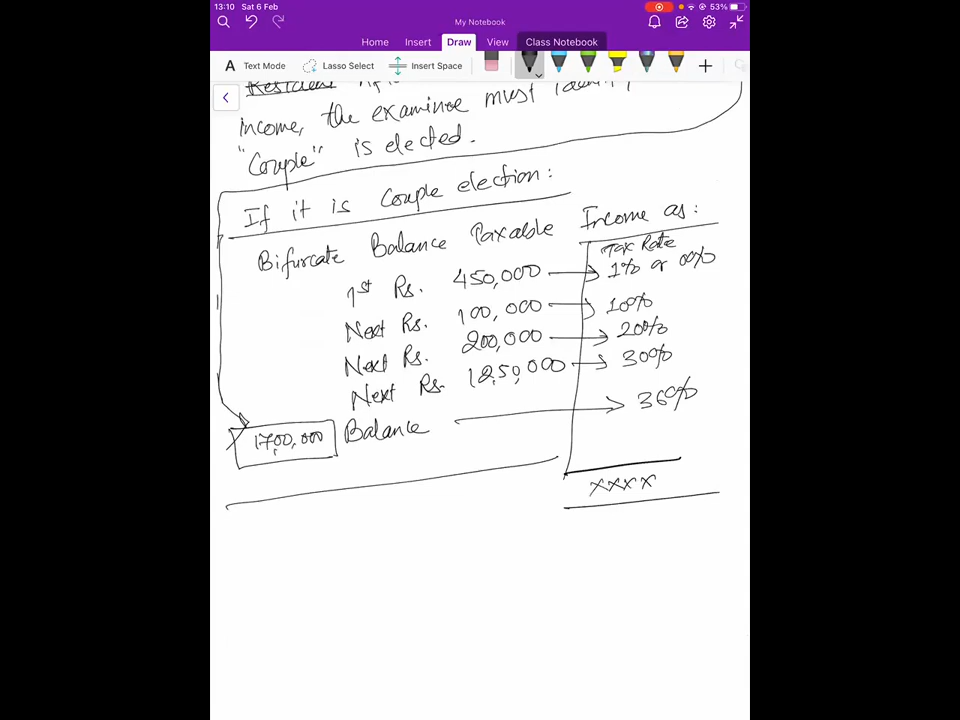 13:10 Sat 6 Feb
53%
My Notebook
Home Insert Draw View Class Notebook
A Text Mode Lasso Select Insert Space
income, the examinee must identify
"Couple" is elected.
If it is couple election:
Bifurcate Balance Taxable Income as:
Tax Rate
1st Rs. 450,000 → 1% or 00%
Next Rs. 100,000 → 10%
Next Rs. 200,000 → 20%
Next Rs. 1250,000 → 30%
1700,000 Balance → 36%
xxxx